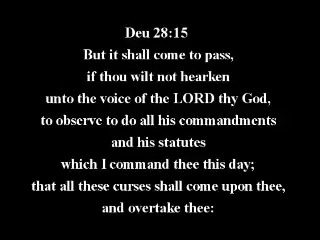 Deu 28:15
But it shall come to pass,
if thou wilt not hearken
unto the voice of the LORD thy God,
to observe to do all his commandments
and his statutes
which I command thee this day;
that all these curses shall come upon thee,
and overtake thee: